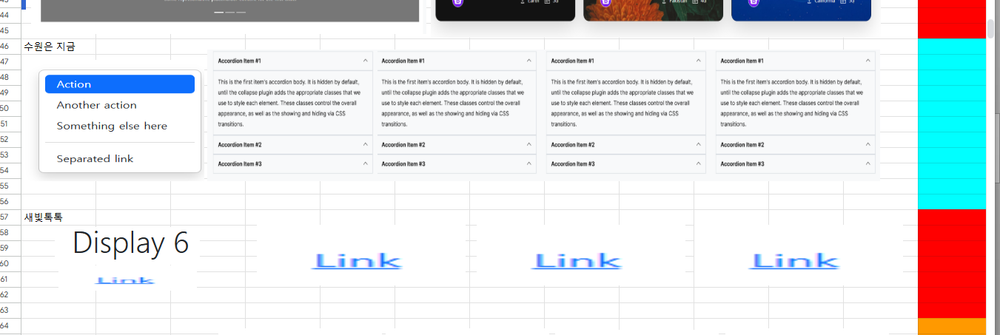 44
Earth
3d
Pakistan
4d
California
5d
45
46
수원은 지금
47
48
49
50
51
52
53
54
55
56
Action
Another action
Something else here
Separated link
Accordion Item #1
This is the first item's accordion body. It is hidden by default,
until the collapse plugin adds the appropriate classes that we
use to style each element. These classes control the overall
appearance, as well as the showing and hiding via CSS
transitions.
Accordion Item #2
Accordion Item #3
Accordion Item #1
This is the first item's accordion body. It is hidden by default,
until the collapse plugin adds the appropriate classes that we
use to style each element. These classes control the overall
appearance, as well as the showing and hiding via CSS
transitions.
Accordion Item #2
Accordion Item #3
Accordion Item #1
This is the first item's accordion body. It is hidden by default,
until the collapse plugin adds the appropriate classes that we
use to style each element. These classes control the overall
appearance, as well as the showing and hiding via CSS
transitions.
Accordion Item #2
Accordion Item #3
Accordion Item #1
This is the first item's accordion body. It is hidden by default,
until the collapse plugin adds the appropriate classes that we
use to style each element. These classes control the overall
appearance, as well as the showing and hiding via CSS
transitions.
Accordion Item #2
Accordion Item #3
57
새빛톡톡
58
59
60
61
62
63
64
Display 6
Link
Link
Link
Link